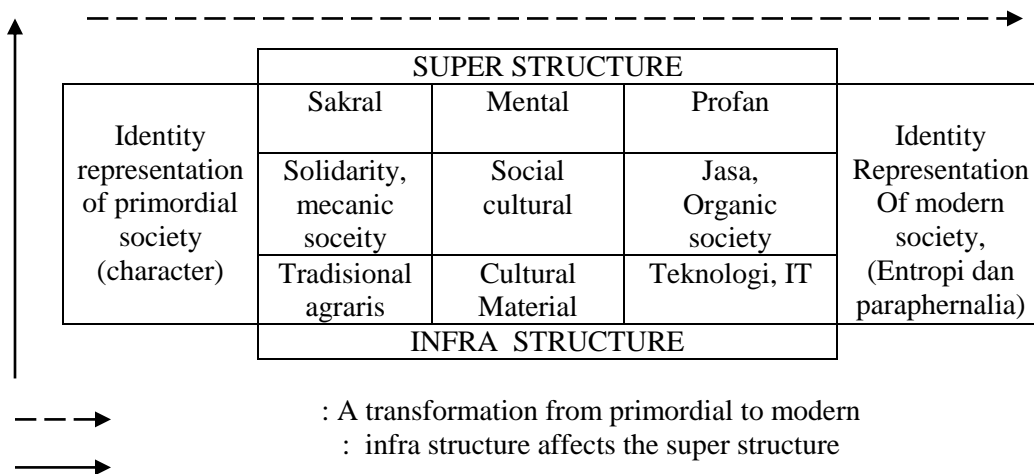 SUPER STRUCTURE
Identity
representation
of primordial
society
(character)
Sakral
Mental
Profan
Solidarity,
mecanic
soceity
Social
cultural
Jasa,
Organic
society
Tradisional
agraris
Cultural
Material
Teknologi, IT
Identity
Representation
Of modern
society,
(Entropi dan
paraphernalia)
INFRA STRUCTURE
: A transformation from primordial to modern
: infra structure affects the super structure